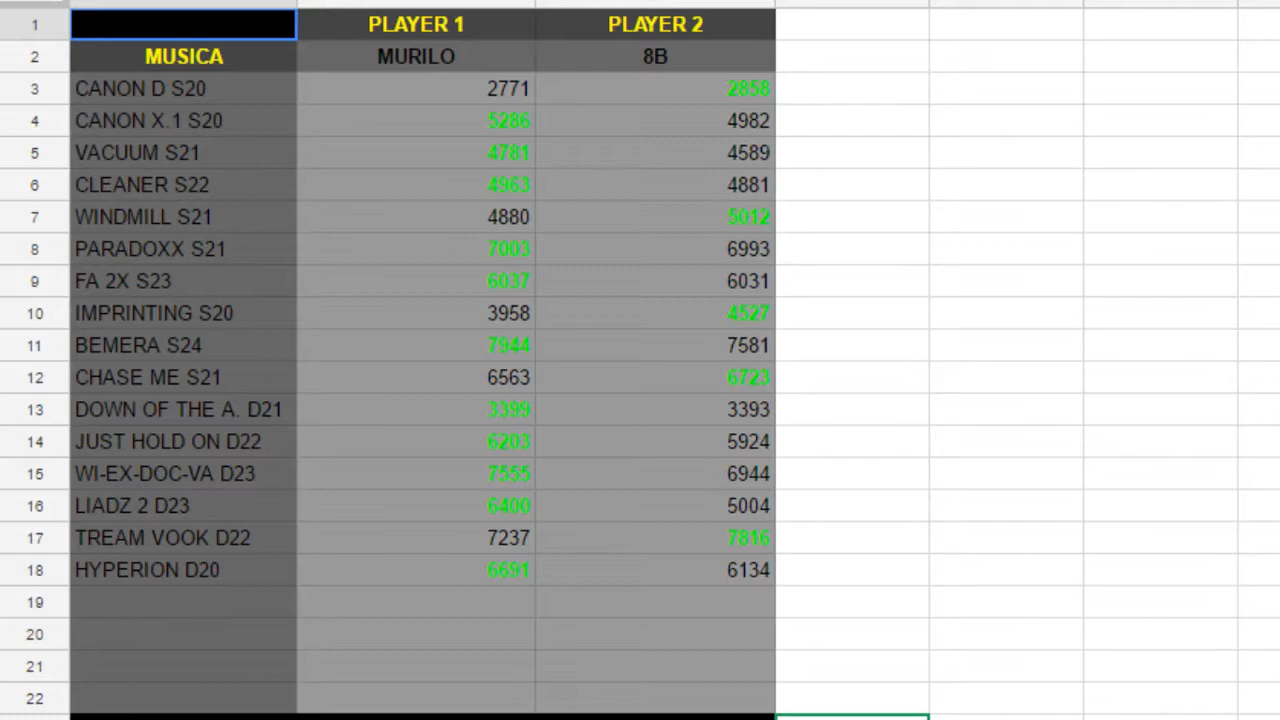 1 PLAYER 1 PLAYER 2
2 MUSICA MURILO 8B
3 CANON D S20 2771 2858
4 CANON X.1 S20 5286 4982
5 VACUUM S21 4781 4589
6 CLEANER S22 4963 4881
7 WINDMILL S21 4880 5012
8 PARADOXX S21 7003 6993
9 FA 2X S23 6037 6031
10 IMPRINTING S20 3958 4527
11 BEMERA S24 7944 7581
12 CHASE ME S21 6563 6723
13 DOWN OF THE A. D21 3399 3393
14 JUST HOLD ON D22 6203 5924
15 WI-EX-DOC-VA D23 7555 6944
16 LIADZ 2 D23 6400 5004
17 TREAM VOOK D22 7237 7816
18 HYPERION D20 6691 6134
19
20
21
22